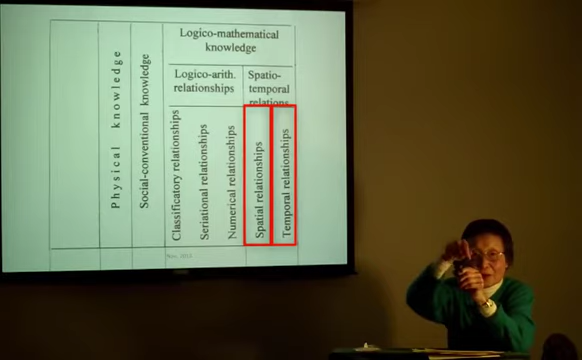 Logico-mathematical
knowledge
Logico-arith.
relationships
Spatio-
temporal
relations
Physical knowledge
Social-conventional knowledge
Classificatory relationships
Seriational relationships
Numerical relationships
Spatial relationships
Temporal relationships